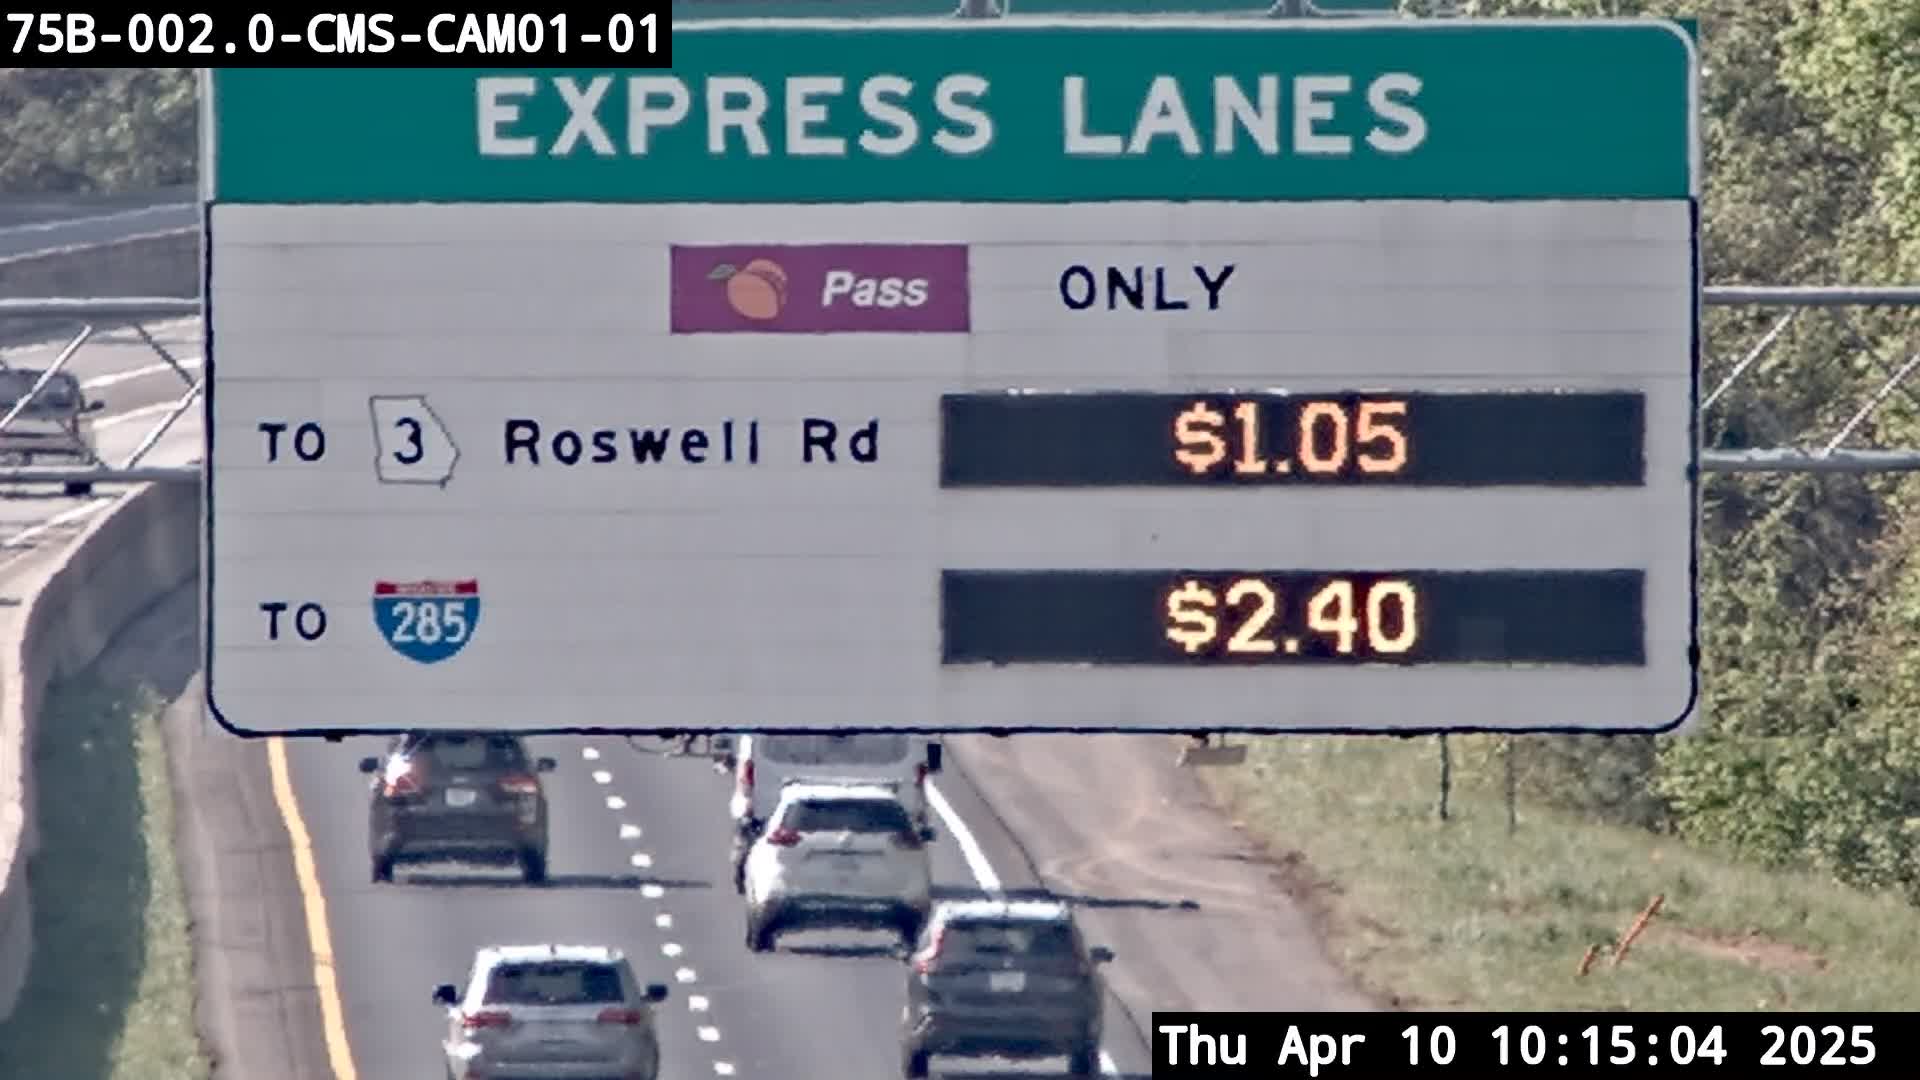 75B-002.0-CMS-CAM01-01
EXPRESS LANES
Pass ONLY
TO 3 Roswell Rd $1.05
TO 285 $2.40
Thu Apr 10 10:15:04 2025